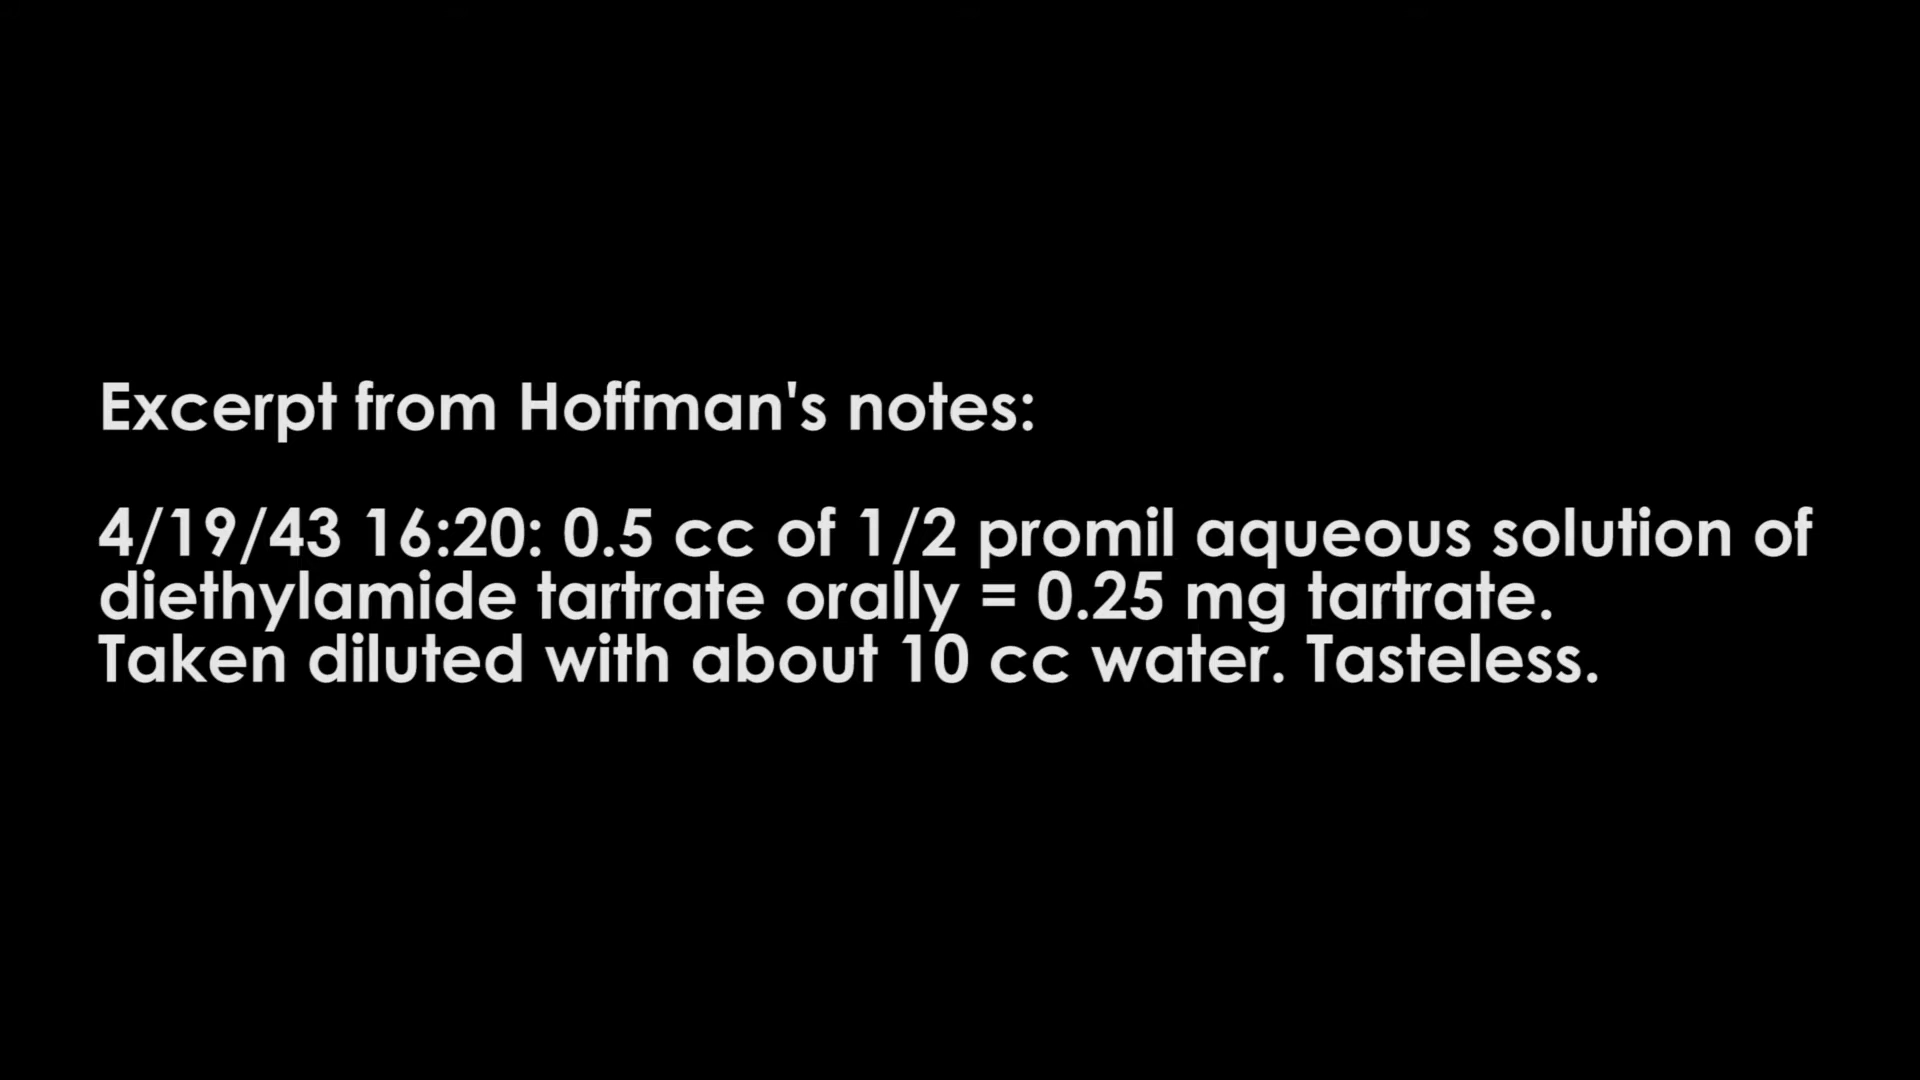 Excerpt from Hoffman's notes:
4/19/43 16:20: 0.5 cc of 1/2 promil aqueous solution of
diethylamide tartrate orally = 0.25 mg tartrate.
Taken diluted with about 10 cc water. Tasteless.